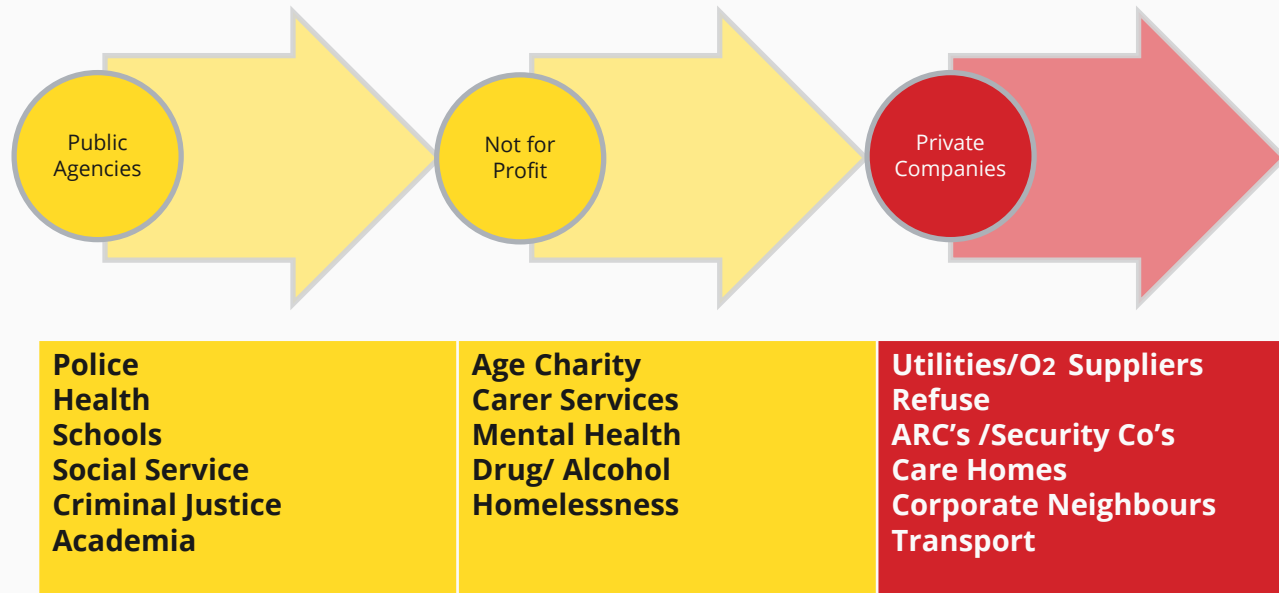 Public
Agencies
Not for
Profit
Private
Companies
Police
Health
Schools
Social Service
Criminal Justice
Academia
Age Charity
Carer Services
Mental Health
Drug/ Alcohol
Homelessness
Utilities/O2 Suppliers
Refuse
ARC's /Security Co's
Care Homes
Corporate Neighbours
Transport